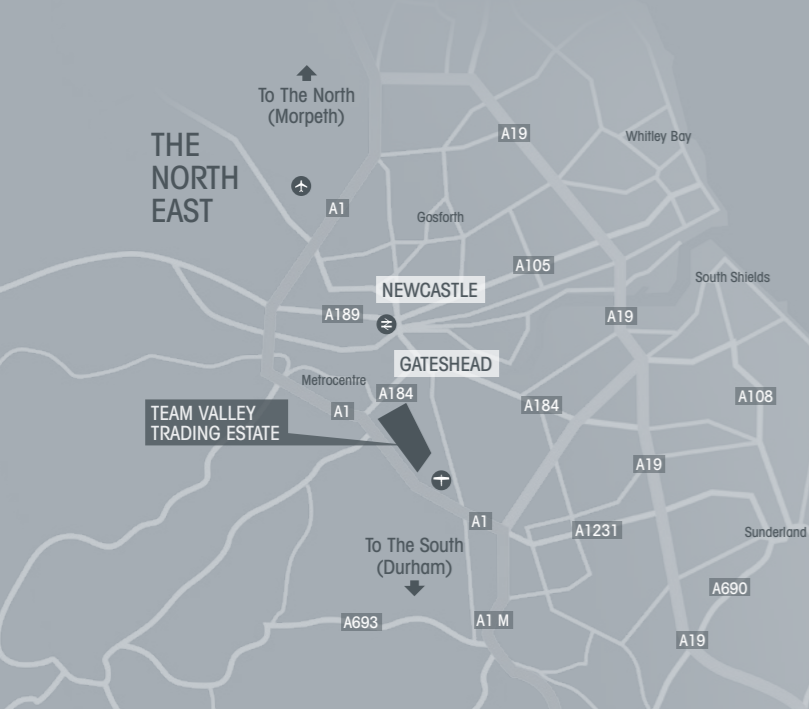 To The North
(Morpeth)
THE
NORTH
EAST
A19
Whitley Bay
A1
Gosforth
A105
South Shields
NEWCASTLE
A189
A19
GATESHEAD
Metrocentre
A184
A108
A184
A1
TEAM VALLEY
TRADING ESTATE
A19
A1
A1231
Sunderland
To The South
(Durham)
A690
A693
A1 M
A19